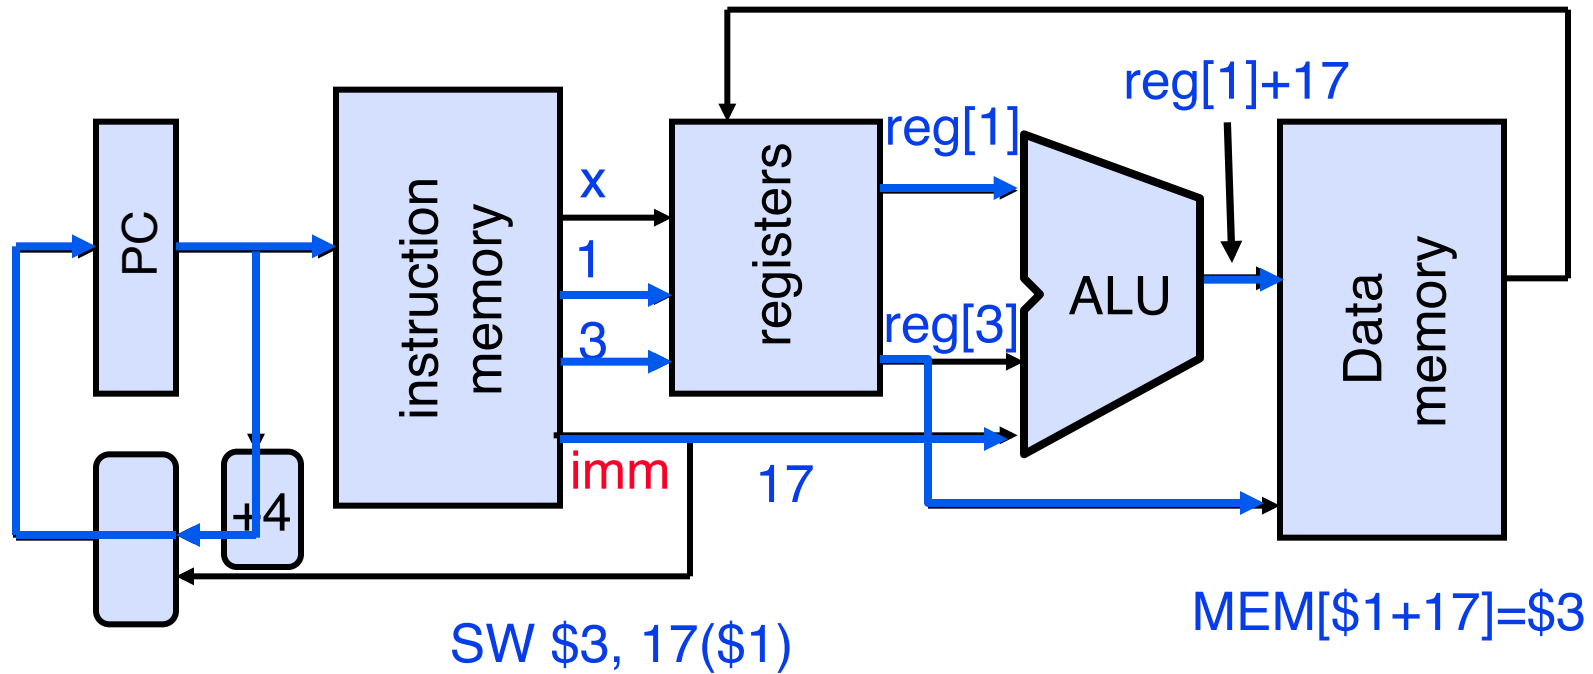 reg[1]+17
reg[1]
x
1
3
PC
instruction
memory
registers
reg[3]
ALU
Data
memory
imm
17
+4
SW $3, 17($1)
MEM[$1+17]=$3